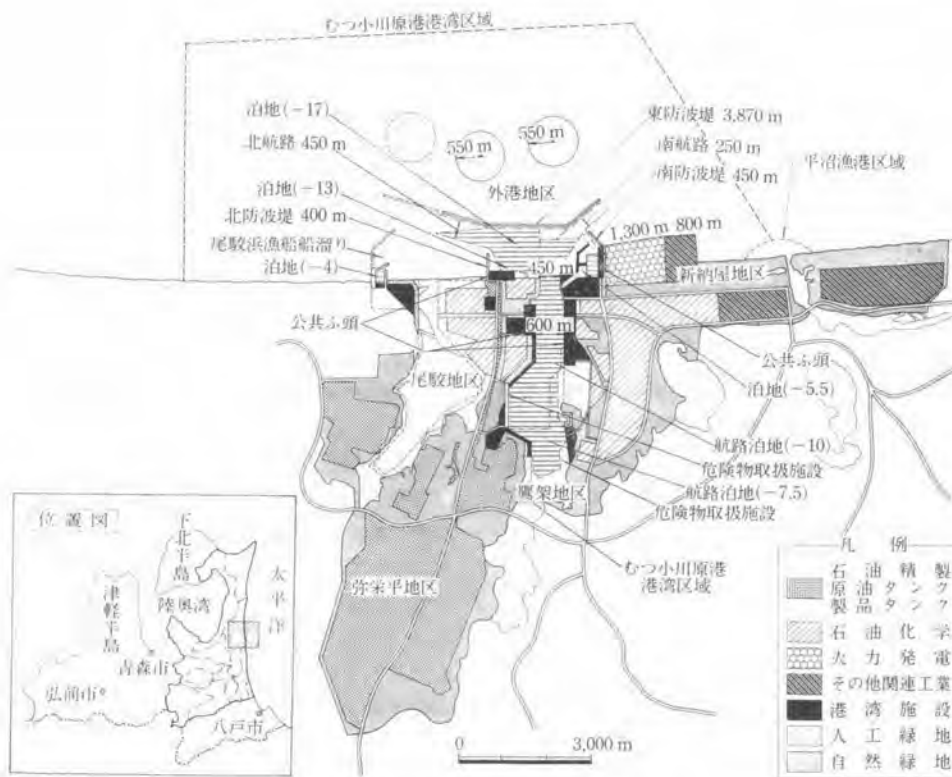 むつ小川原港港湾区域
泊地(-17)
北航路 450 m
泊地(-13)
北防波堤 400 m
尾駮浜漁船船溜り
泊地(-4)
公共ふ頭
550 m
550 m
外港地区
東防波堤 3,870 m
南航路 250 m
南防波堤 450 m
平沼漁港区域
1,300 m 800 m
新納屋地区
450 m
600 m
尾駮地区
公共ふ頭
泊地(-5.5)
航路泊地(-10)
危険物取扱施設
航路泊地(-7.5)
危険物取扱施設
鷹架地区
むつ小川原港
港湾区域
弥栄平地区
位置図
下北半島
太平洋
津軽半島
陸奥湾
青森市
弘前市
八戸市
0 3,000 m
凡例
石油精製
原油タンク
製品タンク
石油化学
火力発電
その他関連工業
港湾施設
人工緑地
自然緑地